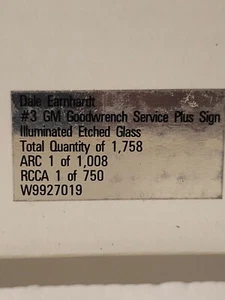 Dale Earnhardt
#3 GM Goodwrench Service Plus Sign
Illuminated Etched Glass
Total Quantity of 1,758
ARC 1 of 1,008
RCCA 1 of 750
W9927019